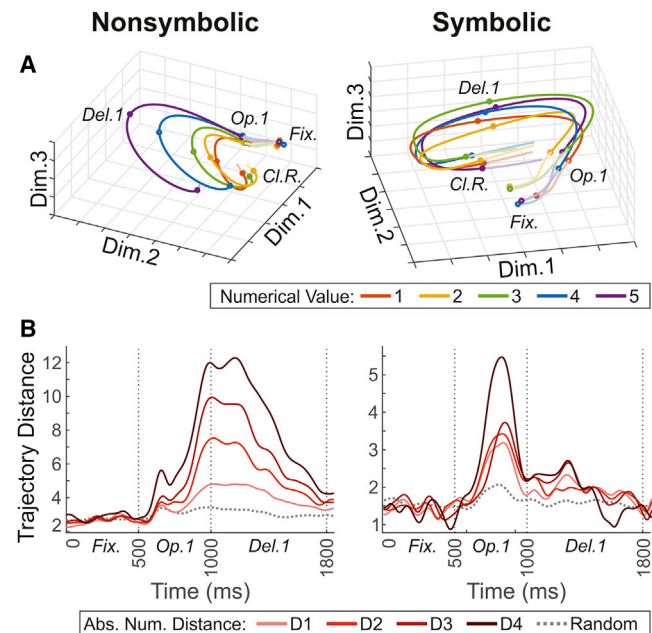 Nonsymbolic Symbolic
A
Del.1 Op.1 Fix. Cl.R.
Dim.3 Dim.2 Dim.1
Del.1 Op.1 Cl.R. Fix.
Dim.3 Dim.2 Dim.1
Numerical Value: 1 2 3 4 5
B
Trajectory Distance
12
10
8
6
4
2
Fix. Op.1 Del.1
0 500 1000 1800
Time (ms)
5
4
3
2
1
Fix. Op.1 Del.1
0 500 1000 1800
Time (ms)
Abs. Num. Distance: D1 D2 D3 D4 Random